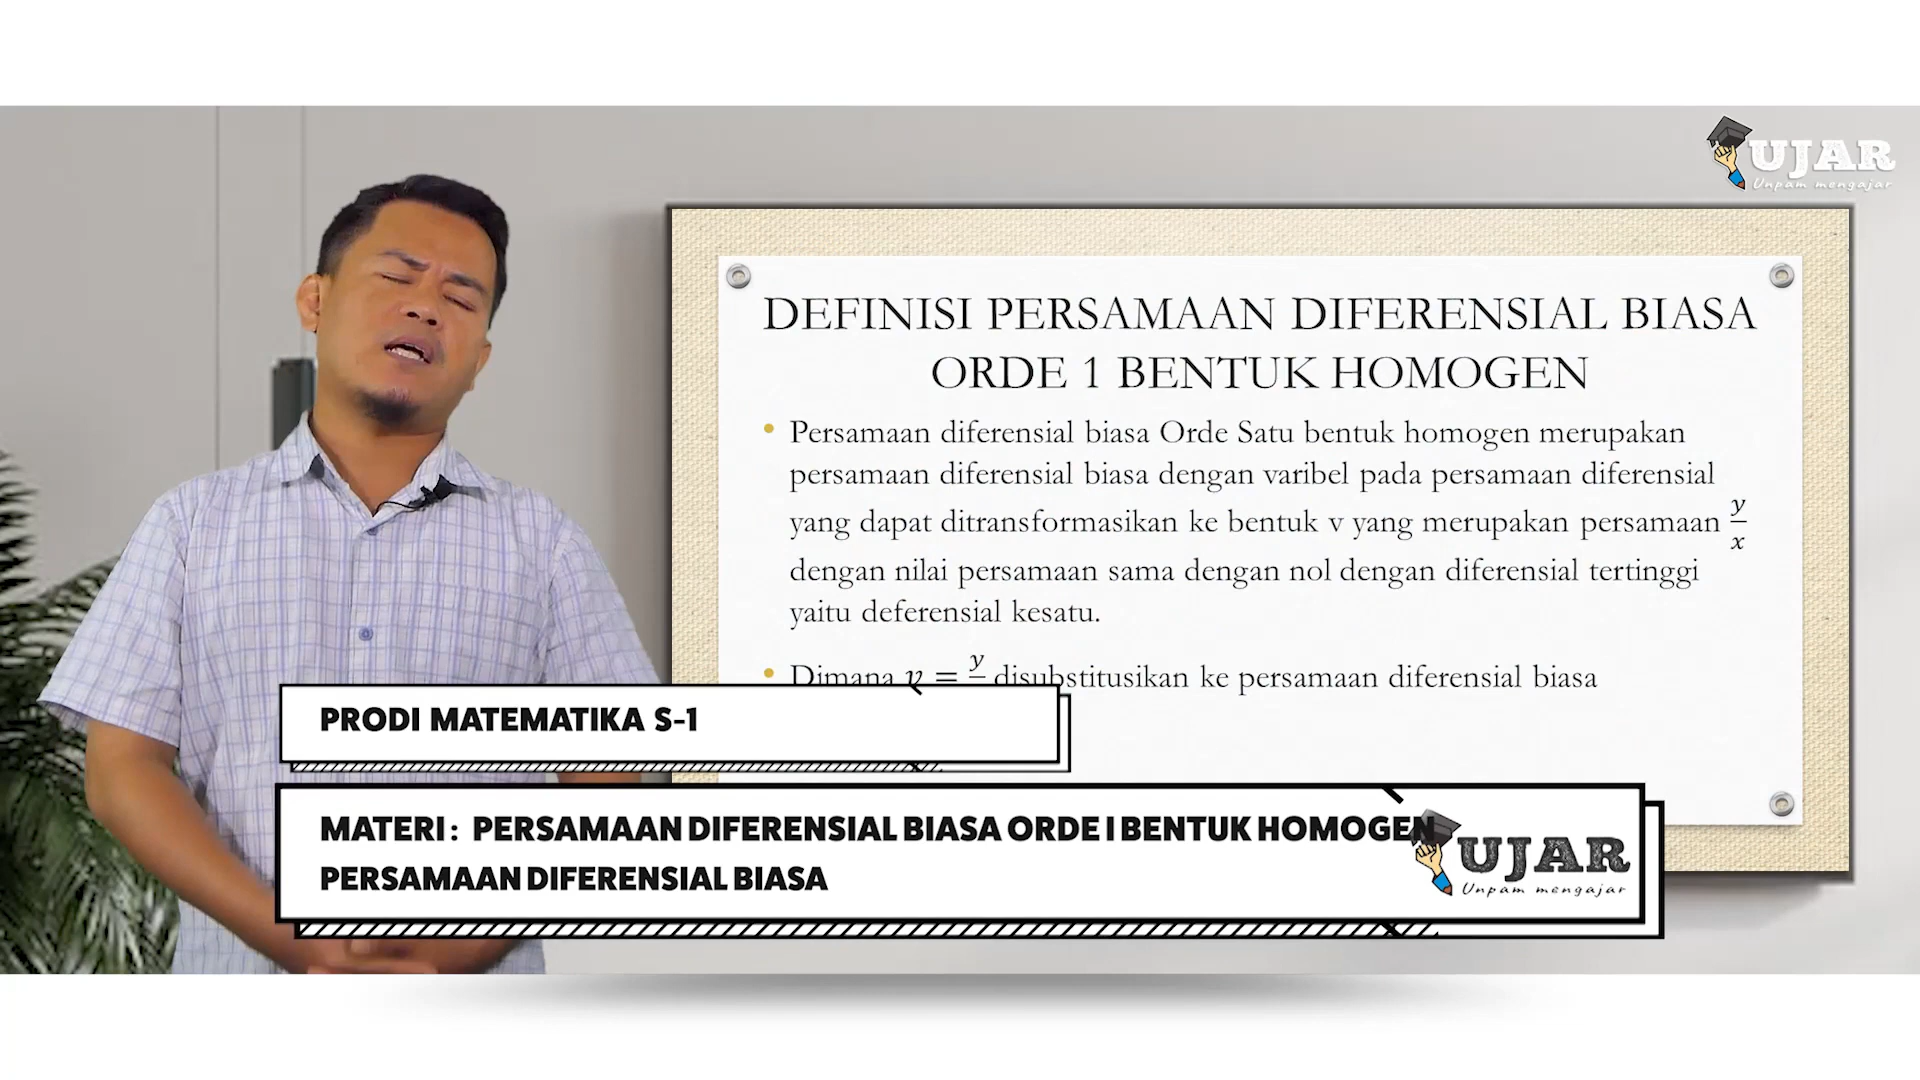 UJAR
Unpam mengajar
DEFINISI PERSAMAAN DIFERENSIAL BIASA
ORDE 1 BENTUK HOMOGEN
• Persamaan diferensial biasa Orde Satu bentuk homogen merupakan
persamaan diferensial biasa dengan varibel pada persamaan diferensial
yang dapat ditransformasikan ke bentuk v yang merupakan persamaan y/x
dengan nilai persamaan sama dengan nol dengan diferensial tertinggi
yaitu deferensial kesatu.
• Dimana v = y disubstitusikan ke persamaan diferensial biasa
PRODI MATEMATIKA S-1
MATERI : PERSAMAAN DIFERENSIAL BIASA ORDE I BENTUK HOMOGEN
PERSAMAAN DIFERENSIAL BIASA
UJAR
Unpam mengajar